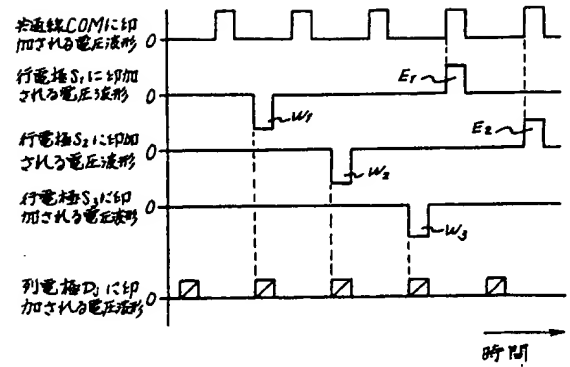 共通線COMに印
加される電圧波形
0
行電極S₁に印加
される電圧波形
0
E₁
W₁
行電極S₂に印加
される電圧波形
0
E₂
W₂
行電極S₃に印
加される電圧波形
0
W₃
列電極Dⱼに印
加される電圧波形
0
時間